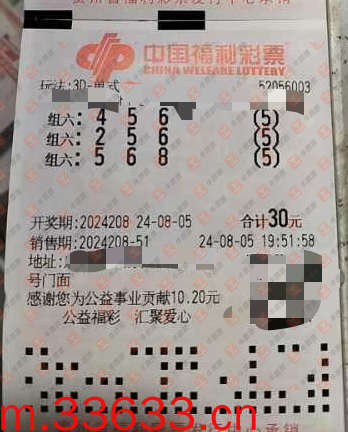 中国福利彩票
CHINA WELFARE LOTTERY
玩法:3D-单式 52056003
组六: 4 5 6 (5)
组六: 2 5 6 (5)
组六: 5 6 8 (5)
开奖期:2024208 24-08-05 合计30元
销售期:2024208-51 24-08-05 19:51:58
地址:
号门面
感谢您为公益事业贡献10.20元
公益福彩 汇聚爱心
m.33633.cn